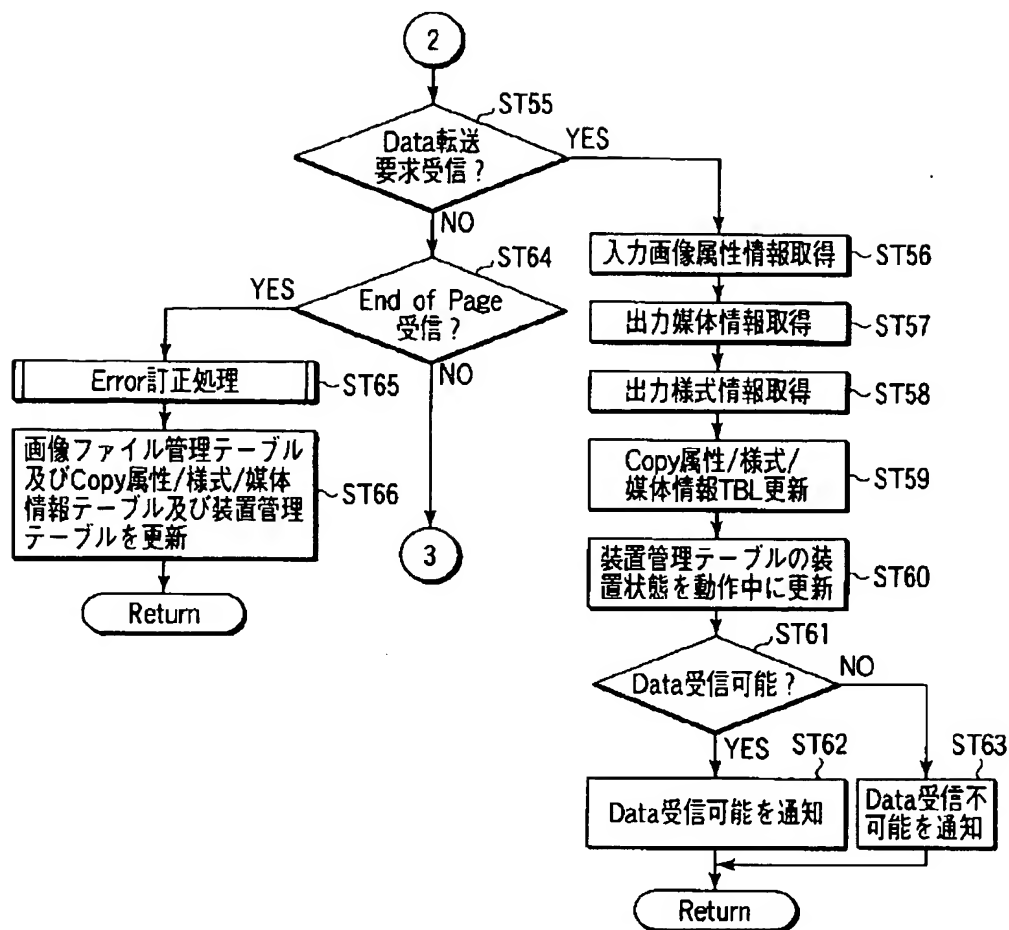 2
ST55
Data転送
要求受信?
YES
NO
入力画像属性情報取得
ST56
出力媒体情報取得
ST57
出力様式情報取得
ST58
Copy属性/様式/
媒体情報TBL更新
ST59
装置管理テーブルの装
置状態を動作中に更新
ST60
ST61
Data受信可能?
NO
YES
ST62
Data受信可能を通知
ST63
Data受信不
可能を通知
Return
ST64
YES
End of Page
受信?
NO
Error訂正処理
ST65
画像ファイル管理テーブル
及びCopy属性/様式/媒体
情報テーブル及び装置管理
テーブルを更新
ST66
Return
3